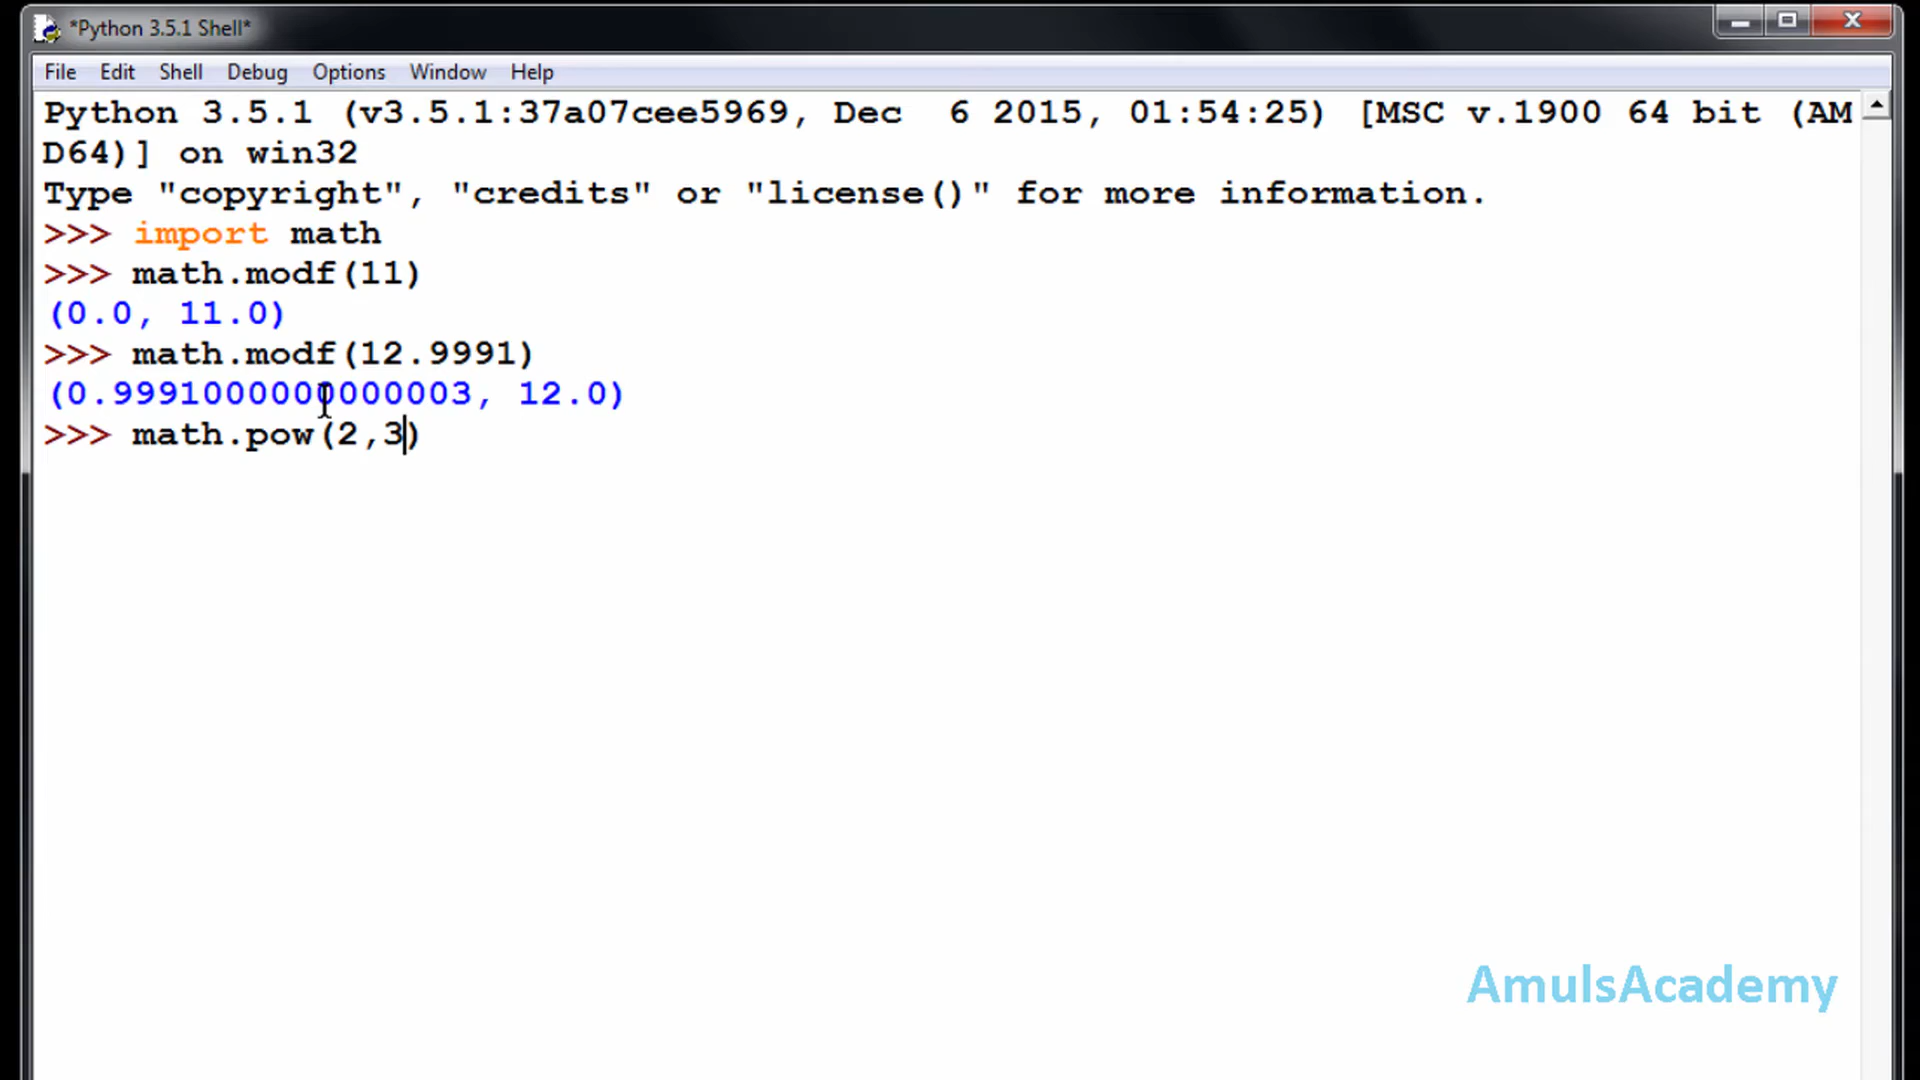 *Python 3.5.1 Shell*
File Edit Shell Debug Options Window Help
Python 3.5.1 (v3.5.1:37a07cee5969, Dec  6 2015, 01:54:25) [MSC v.1900 64 bit (AM
D64)] on win32
Type "copyright", "credits" or "license()" for more information.
>>> import math
>>> math.modf(11)
(0.0, 11.0)
>>> math.modf(12.9991)
(0.9991000000000003, 12.0)
>>> math.pow(2,3)
AmulsAcademy